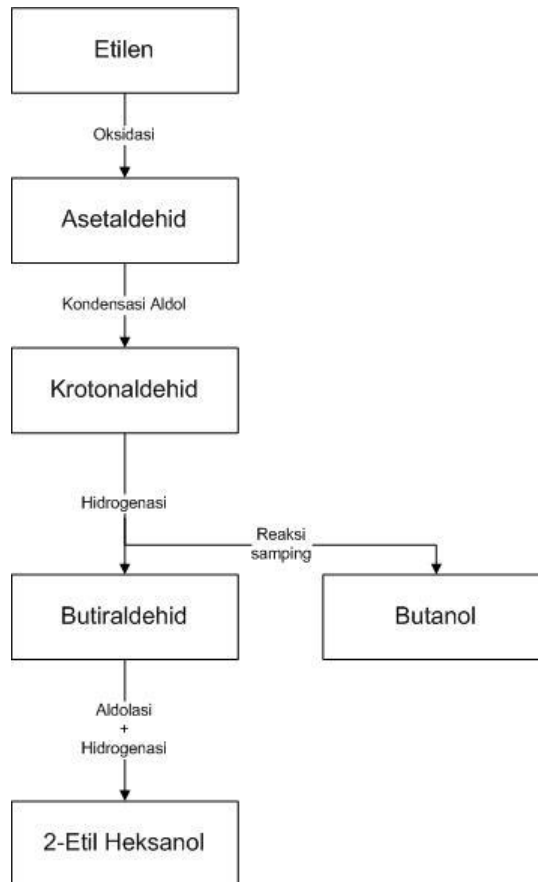 Etilen
Oksidasi
Asetaldehid
Kondensasi Aldol
Krotonaldehid
Hidrogenasi
Reaksi
samping
Butiraldehid
Butanol
Aldolasi
+
Hidrogenasi
2-Etil Heksanol